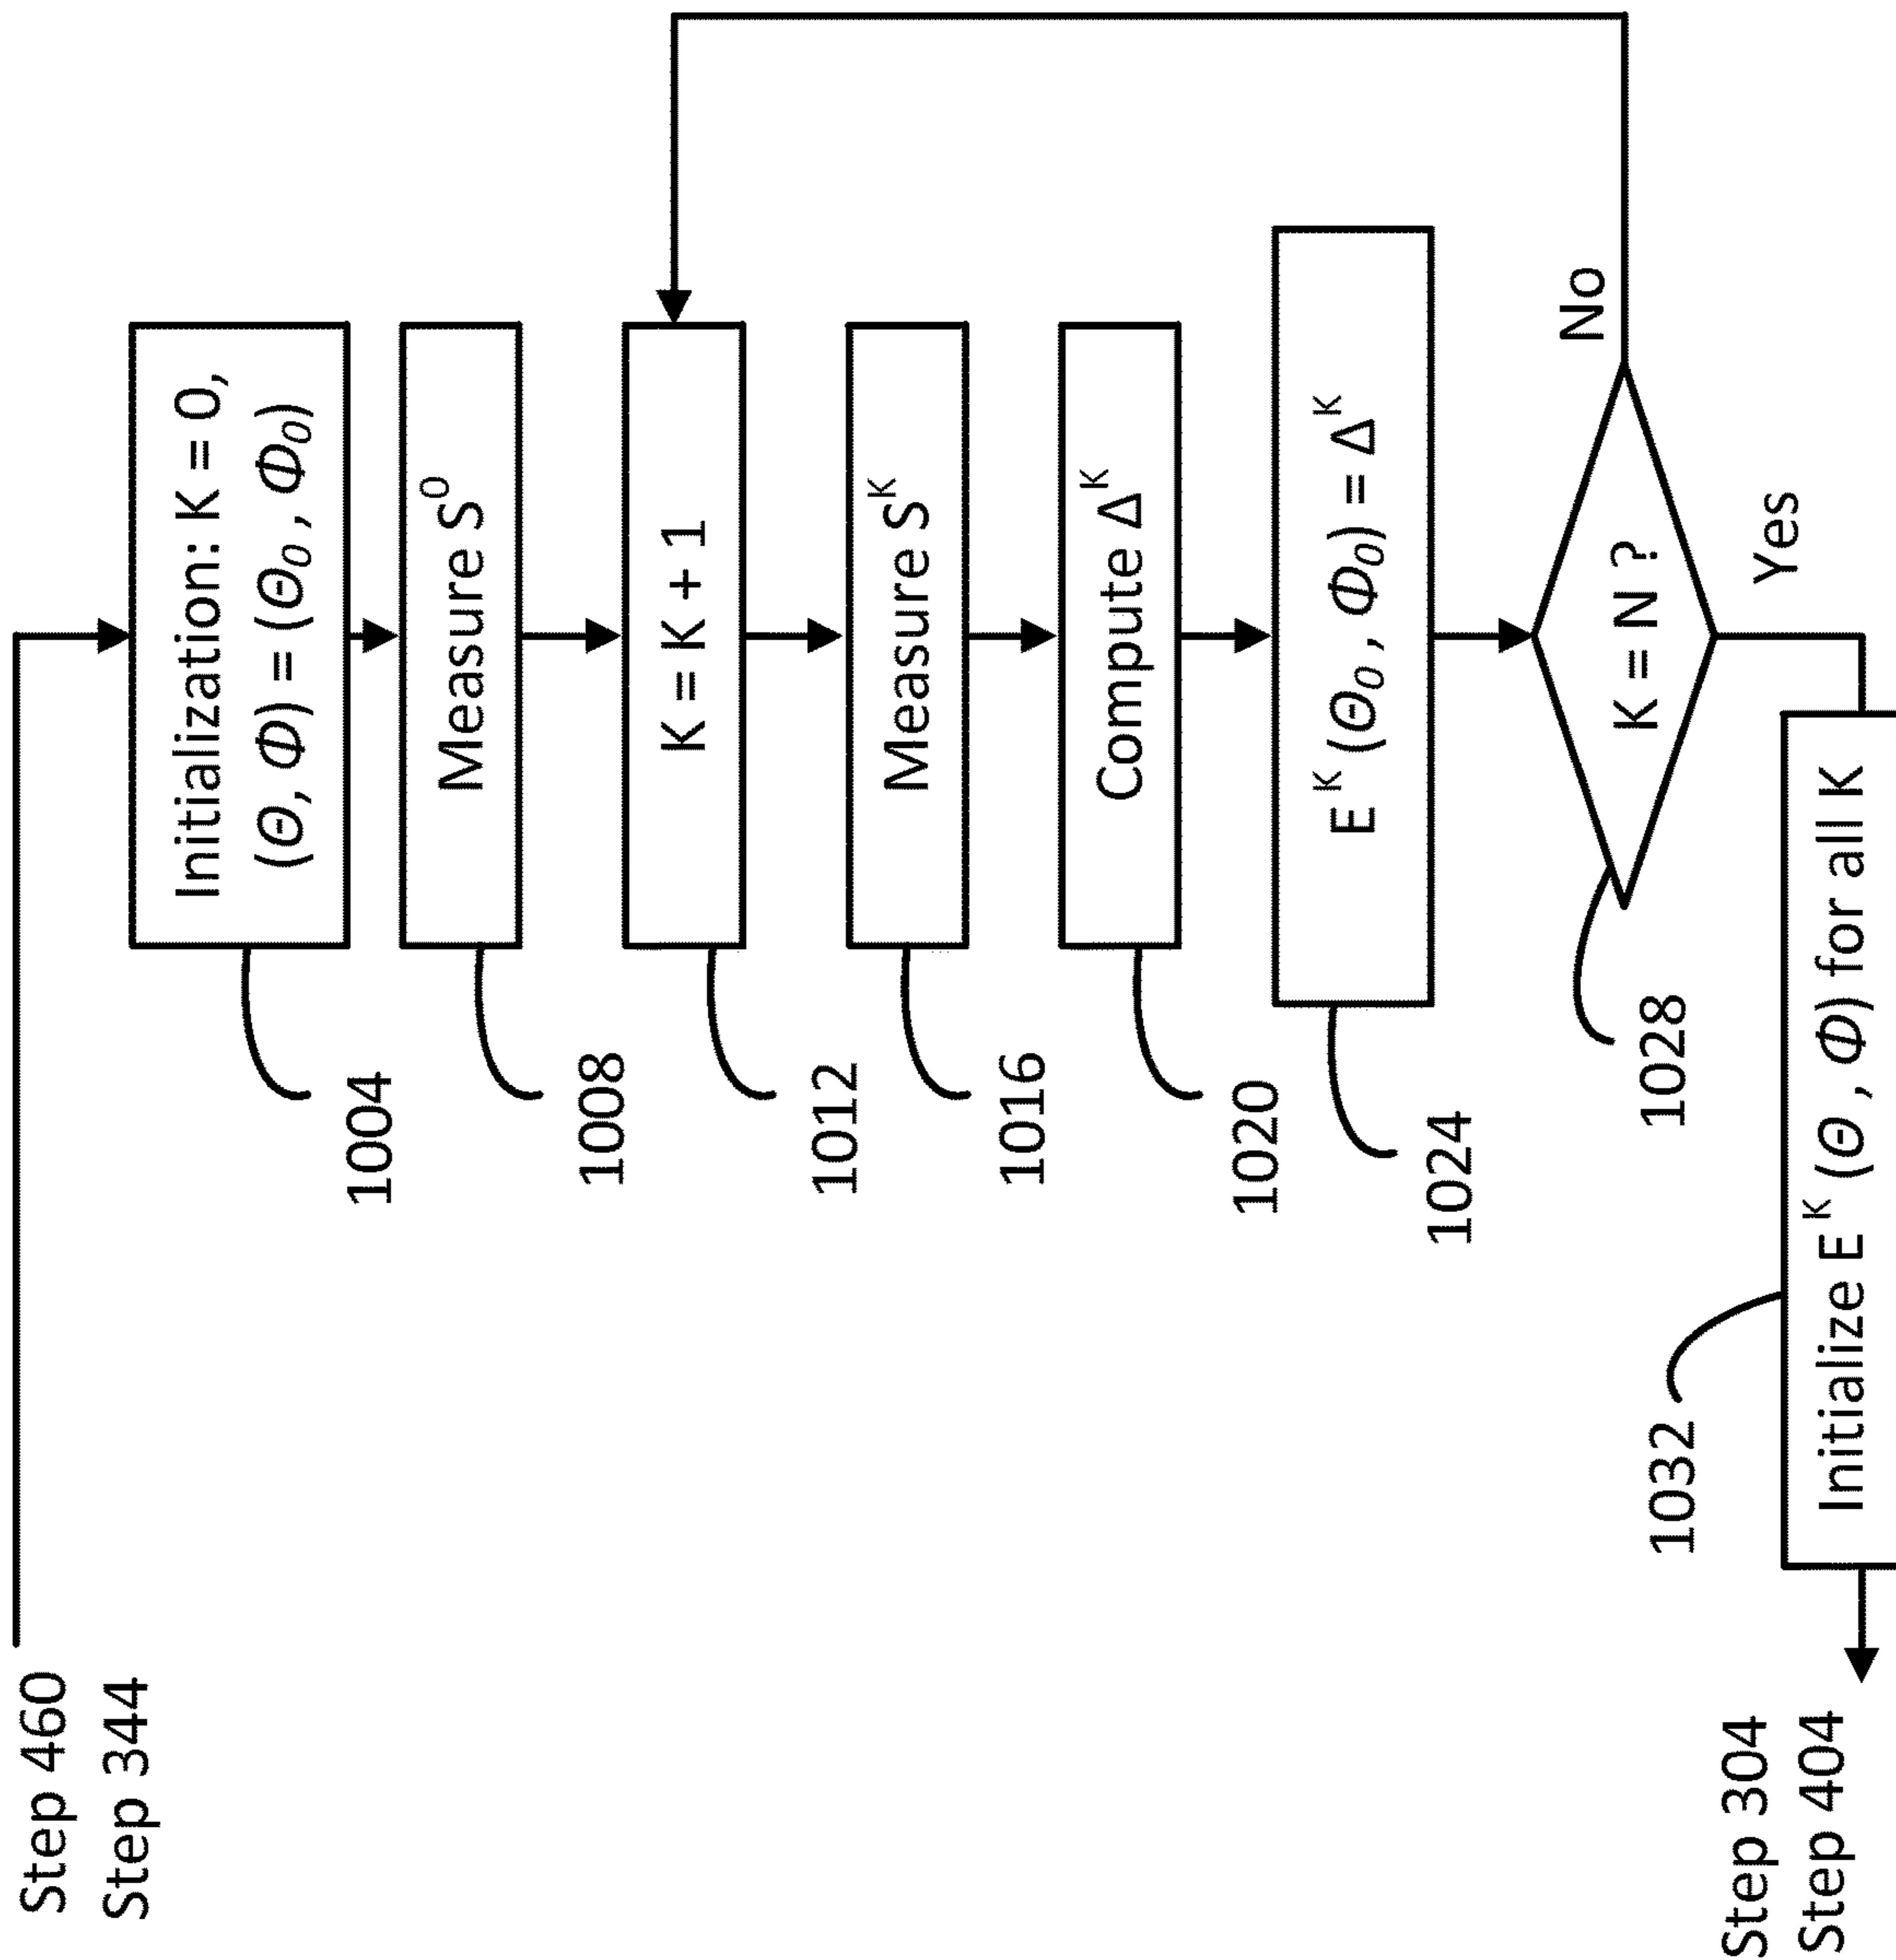 Step 460
Step 344
Initialization: K = 0,
(Θ, Φ) = (Θ₀, Φ₀)
1004
Measure S⁰
1008
K = K + 1
1012
Measure Sᴷ
1016
Compute Δᴷ
1020
Eᴷ (Θ₀, Φ₀) = Δᴷ
1024
K = N ?
1028
No
Yes
Initialize Eᴷ (Θ, Φ) for all K
1032
Step 304
Step 404